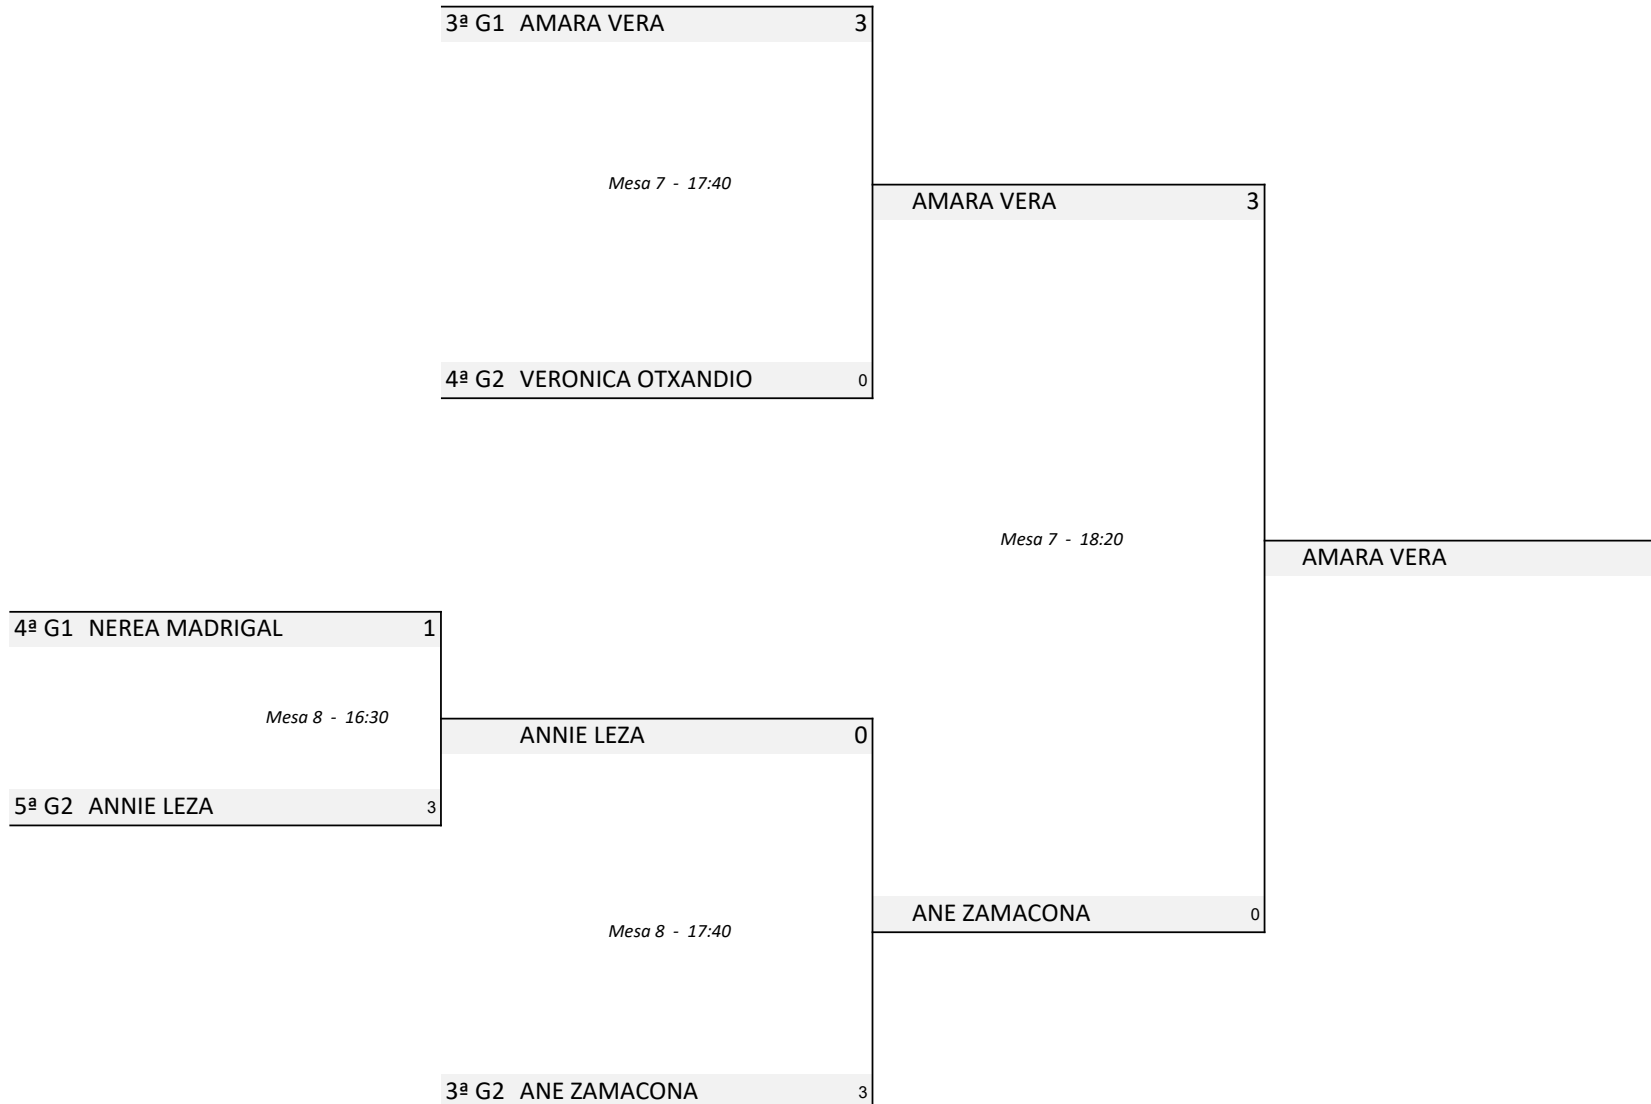 3ª G1 AMARA VERA 3
Mesa 7 - 17:40
AMARA VERA 3
4ª G2 VERONICA OTXANDIO 0
Mesa 7 - 18:20
AMARA VERA
4ª G1 NEREA MADRIGAL 1
Mesa 8 - 16:30
ANNIE LEZA 0
5ª G2 ANNIE LEZA 3
ANE ZAMACONA 0
Mesa 8 - 17:40
3ª G2 ANE ZAMACONA 3